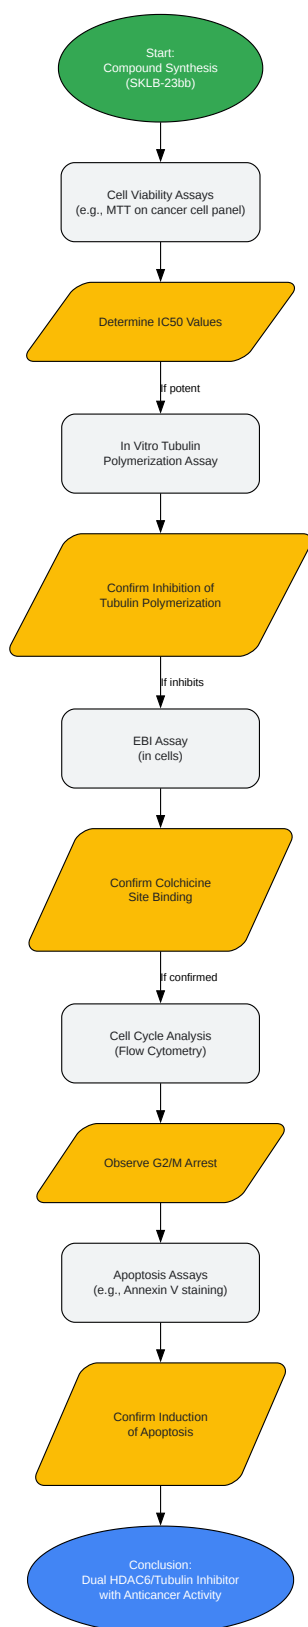 Start:
Compound Synthesis
(SKLB-23bb)
Cell Viability Assays
(e.g., MTT on cancer cell panel)
Determine IC50 Values
If potent
In Vitro Tubulin
Polymerization Assay
Confirm Inhibition of
Tubulin Polymerization
If inhibits
EBI Assay
(in cells)
Confirm Colchicine
Site Binding
If confirmed
Cell Cycle Analysis
(Flow Cytometry)
Observe G2/M Arrest
Apoptosis Assays
(e.g., Annexin V staining)
Confirm Induction
of Apoptosis
Conclusion:
Dual HDAC6/Tubulin Inhibitor
with Anticancer Activity